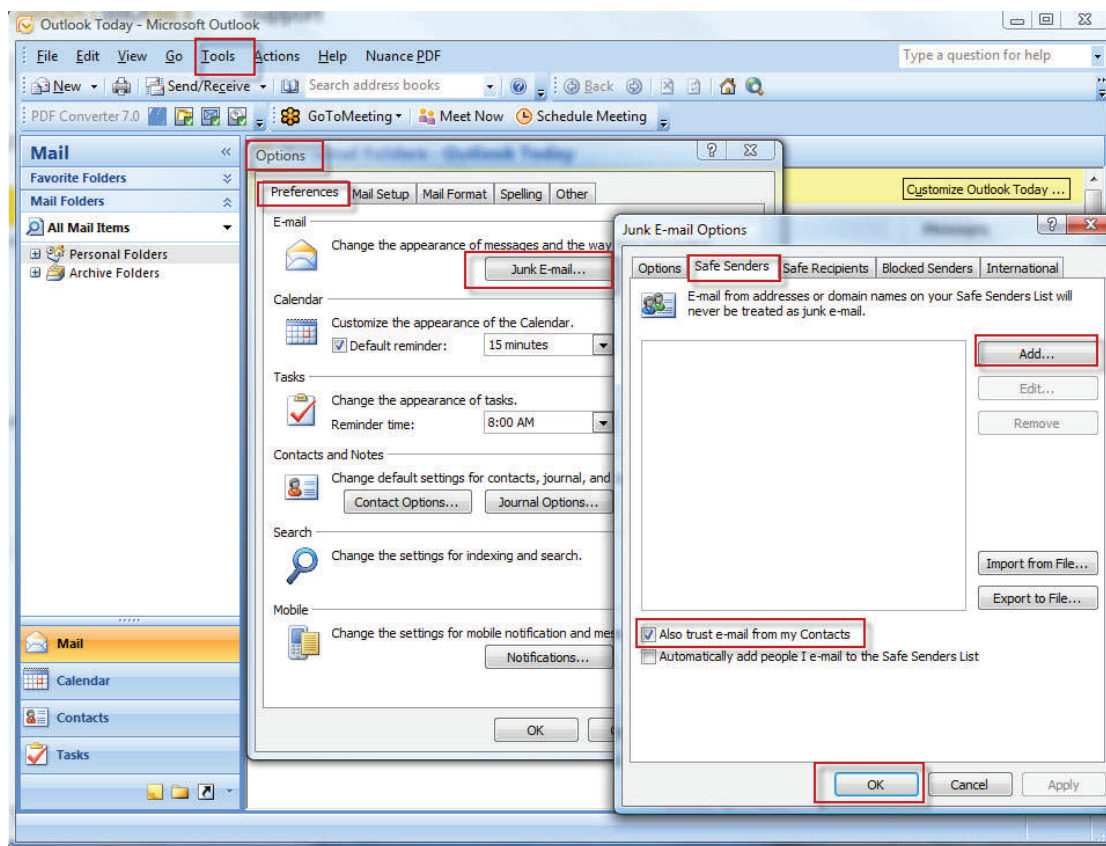 Support
Outlook Today - Microsoft Outlook
File Edit View Go Tools Actions Help Nuance PDF
Type a question for help
New Send/Receive Search address books Back
PDF Converter 7.0 GoToMeeting Meet Now Schedule Meeting
Mail
Favorite Folders
Mail Folders
All Mail Items
Personal Folders
Archive Folders
Mail
Calendar
Contacts
Tasks
Personal Folders - Outlook Today
Customize Outlook Today ...
Messages
Options
Preferences Mail Setup Mail Format Spelling Other
E-mail
Change the appearance of messages and the way
Junk E-mail...
Calendar
Customize the appearance of the Calendar.
Default reminder: 15 minutes
Tasks
Change the appearance of tasks.
Reminder time: 8:00 AM
Contacts and Notes
Change default settings for contacts, journal, and
Contact Options... Journal Options...
Search
Change the settings for indexing and search.
Mobile
Change the settings for mobile notification and mes
Notifications...
OK
Junk E-mail Options
Options Safe Senders Safe Recipients Blocked Senders International
E-mail from addresses or domain names on your Safe Senders List will
never be treated as junk e-mail.
Add...
Edit...
Remove
Import from File...
Export to File...
Also trust e-mail from my Contacts
Automatically add people I e-mail to the Safe Senders List
OK Cancel Apply